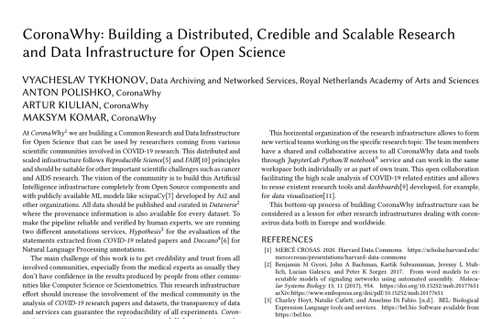 CoronaWhy: Building a Distributed, Credible and Scalable Research
and Data Infrastructure for Open Science
VYACHESLAV TYKHONOV, Data Archiving and Networked Services, Royal Netherlands Academy of Arts and Sciences
ANTON POLISHKO, CoronaWhy
ARTUR KIULIAN, CoronaWhy
MAKSYM KOMAR, CoronaWhy
At CoronaWhy¹ we are building a Common Research and Data Infrastructure
for Open Science that can be used by researchers coming from various
scientific communities involved in COVID-19 research. This distributed and
scaled infrastructure follows Reproducible Science[5] and FAIR[10] principles
and should be suitable for other important scientific challenges such as cancer
and AIDS research. The vision of the community is to build this Artificial
Intelligence infrastructure completely from Open Source components and
with publicly available ML models like scispaCy[7] developed by Ai2 and
other organizations. All data should be published and curated in Dataverse²
where the provenance information is also available for every dataset. To
make the pipeline reliable and verified by human experts, we are running
two different annotations services, Hypothesis³ for the evaluation of the
statements extracted from COVID-19 related papers and Doccano⁴[6] for
Natural Language Processing annotations.
The main challenge of this work is to get credibility and trust from all
involved communities, especially from the medical experts as usually they
don't have confidence in the results produced by people from other commu-
nities like Computer Science or Scientometrics. This research infrastructure
effort should increase the involvement of the medical community in the
analysis of COVID-19 research papers and datasets, the transparency of data
and services can guarantee the reproducibility of all experiments. Coron-
This horizontal organization of the research infrastructure allows to form
new vertical teams working on the specific research topic. The team members
have a shared and collaborative access to all CoronaWhy data and tools
through JupyterLab Python/R notebook⁹ service and can work in the same
workspace both individually or as part of own team. This open collaboration
facilitating the high scale analysis of COVID-19 related entities and allows
to reuse existing research tools and dashboards[9] developed, for example,
for data visualization[11].
This bottom-up process of building CoronaWhy infrastructure can be
considered as a lesson for other research infrastructures dealing with coron-
avirus data both in Europe and worldwide.
REFERENCES
[1] MERCÈ CROSAS. 2020. Harvard Data Commons. https://scholar.harvard.edu/
mercecrosas/presentations/harvard-data-commons
[2] Benjamin M Gyori, John A Bachman, Kartik Subramanian, Jeremy L Muh-
lich, Lucian Galescu, and Peter K Sorger. 2017. From word models to ex-
ecutable models of signaling networks using automated assembly. Molecu-
lar Systems Biology 13, 11 (2017), 954. https://doi.org/10.15252/msb.20177651
arXiv:https://www.embopress.org/doi/pdf/10.15252/msb.20177651
[3] Charley Hoyt, Natalie Catlett, and Anselmo Di Fabio. [n.d.]. BEL: Biological
Expression Language tools and services. https://bel.bio Software available from
https://bel.bio.